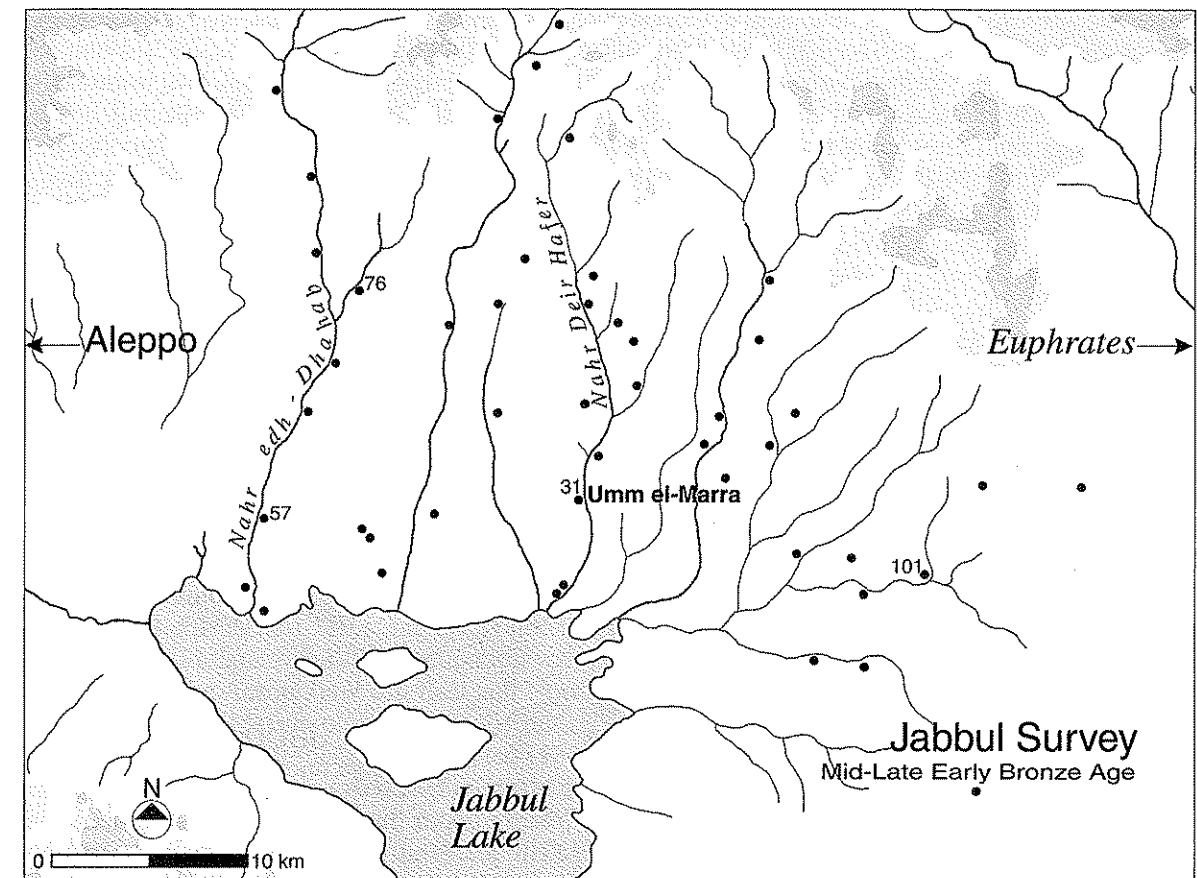 Nahr Deir Hafer
76
Nahr edh-Dhahab
Aleppo
Euphrates
31 Umm el-Marra
57
101
Jabbul Survey
Mid-Late Early Bronze Age
N
Jabbul
Lake
0 10 km